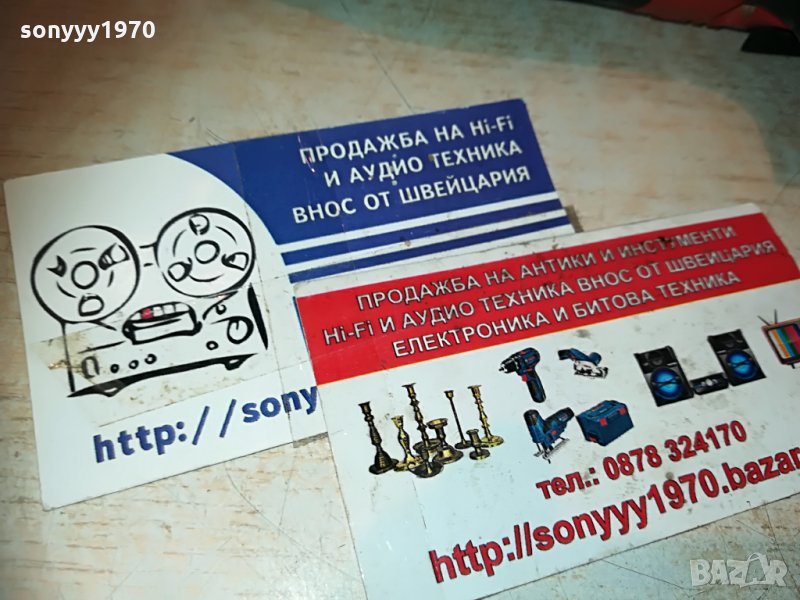 sonyyy1970
ПРОДАЖБА НА Hi-Fi
И АУДИО ТЕХНИКА
ВНОС ОТ ШВЕЙЦАРИЯ
http://sony
ПРОДАЖБА НА АНТИКИ И ИНСТУМЕНТИ
Hi-Fi И АУДИО ТЕХНИКА ВНОС ОТ ШВЕЙЦАРИЯ
ЕЛЕКТРОНИКА И БИТОВА ТЕХНИКА
тел.: 0878 324170
http://sonyyy1970.bazar
BAZAR
sonyyy1970